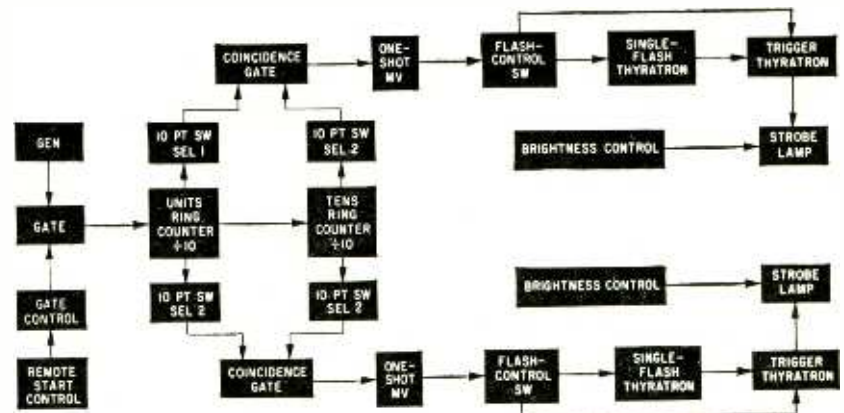 COINCIDENCE
GATE
ONE-
SHOT
MV
FLASH-
CONTROL
SW
SINGLE-
FLASH
THYRATRON
TRIGGER
THYRATRON
10 PT SW
SEL 1
10 PT SW
SEL 2
GEN
BRIGHTNESS CONTROL
STROBE
LAMP
GATE
UNITS
RING
COUNTER
÷10
TENS
RING
COUNTER
÷10
GATE
CONTROL
10 PT SW
SEL 2
10 PT SW
SEL 2
BRIGHTNESS CONTROL
STROBE
LAMP
REMOTE
START
CONTROL
COINCIDENCE
GATE
ONE-
SHOT
MV
FLASH-
CONTROL
SW
SINGLE-
FLASH
THYRATRON
TRIGGER
THYRATRON